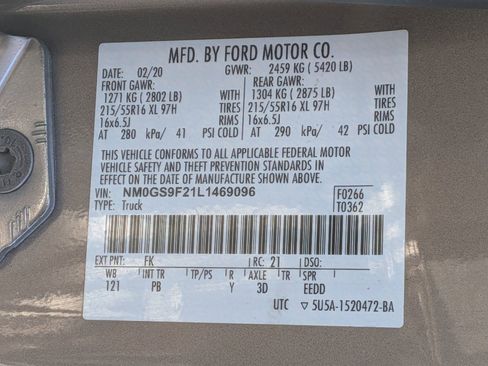 MFD. BY FORD MOTOR CO.
DATE: 02/20 GVWR: 2459 KG ( 5420 LB)
FRONT GAWR: REAR GAWR:
1271 KG ( 2802 LB) WITH 1304 KG ( 2875 LB) WITH
215/55R16 XL 97H TIRES 215/55R16 XL 97H TIRES
16x6.5J RIMS 16x6.5J RIMS
AT 280 kPa/ 41 PSI COLD AT 290 kPa/ 42 PSI COLD
THIS VEHICLE CONFORMS TO ALL APPLICABLE FEDERAL MOTOR
VEHICLE SAFETY AND THEFT PREVENTION STANDARDS IN
EFFECT ON THE DATE OF MANUFACTURE SHOWN ABOVE.
VIN: NM0GS9F21L1469096 F0266
TYPE: Truck T0362
EXT PNT: FK RC: 21 DSO:
WB INT TR TP/PS R AXLE TR SPR
121 PB Y 3D EEDD
UTC ▽ 5U5A-1520472-BA